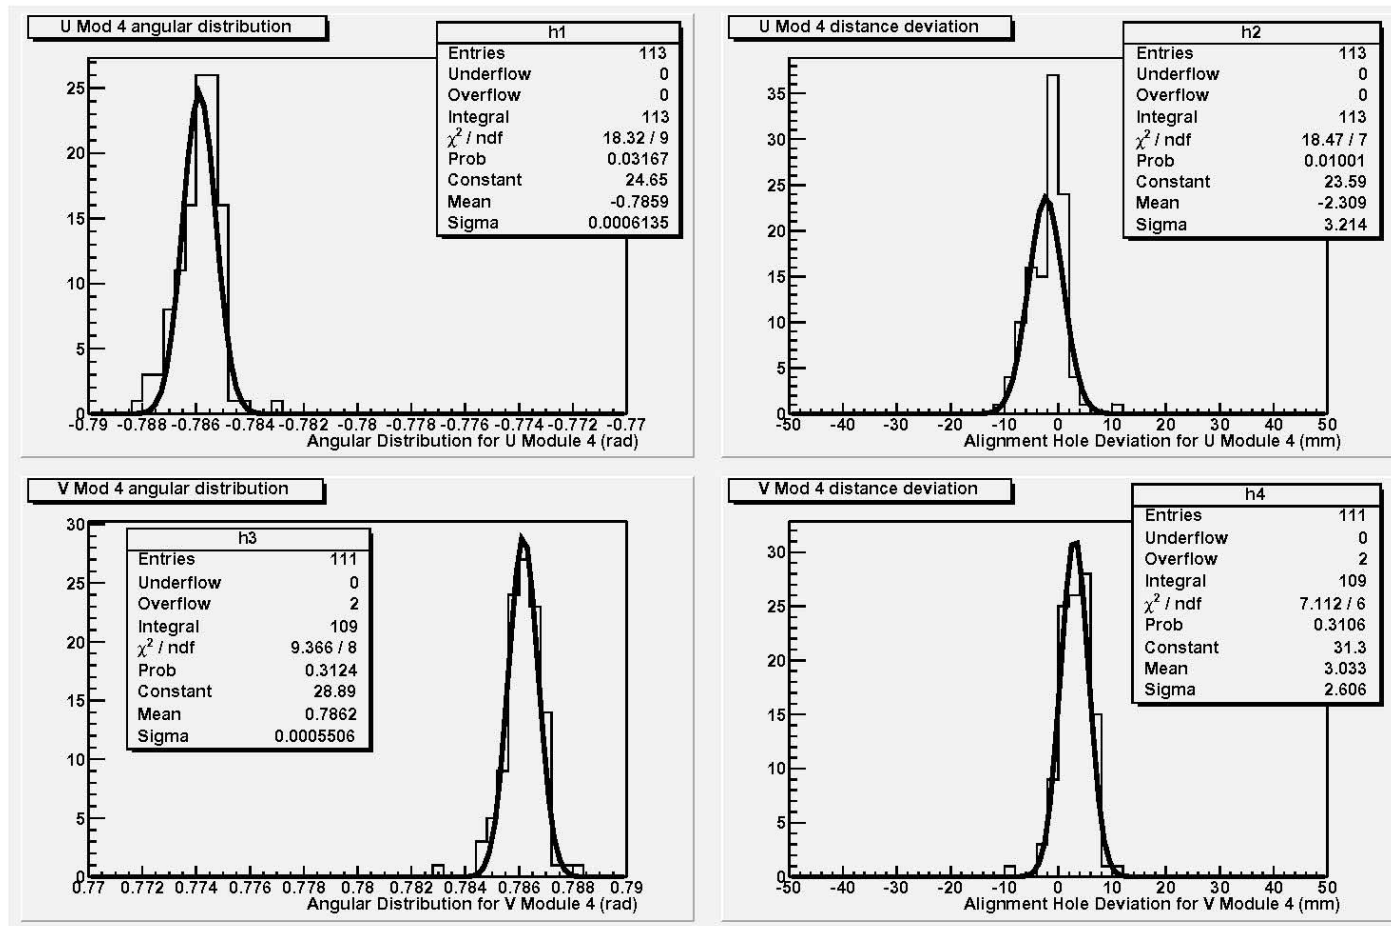 U Mod 4 angular distribution
h1
Entries 113
Underflow 0
Overflow 0
Integral 113
χ² / ndf 18.32 / 9
Prob 0.03167
Constant 24.65
Mean -0.7859
Sigma 0.0006135
25
20
15
10
5
0
-0.79 -0.788 -0.786 -0.784 -0.782 -0.78 -0.778 -0.776 -0.774 -0.772 -0.77
Angular Distribution for U Module 4 (rad)
U Mod 4 distance deviation
h2
Entries 113
Underflow 0
Overflow 0
Integral 113
χ² / ndf 18.47 / 7
Prob 0.01001
Constant 23.59
Mean -2.309
Sigma 3.214
35
30
25
20
15
10
5
0
-50 -40 -30 -20 -10 0 10 20 30 40 50
Alignment Hole Deviation for U Module 4 (mm)
V Mod 4 angular distribution
h3
Entries 111
Underflow 0
Overflow 2
Integral 109
χ² / ndf 9.366 / 8
Prob 0.3124
Constant 28.89
Mean 0.7862
Sigma 0.0005506
30
25
20
15
10
5
0
0.77 0.772 0.774 0.776 0.778 0.78 0.782 0.784 0.786 0.788 0.79
Angular Distribution for V Module 4 (rad)
V Mod 4 distance deviation
h4
Entries 111
Underflow 0
Overflow 2
Integral 109
χ² / ndf 7.112 / 6
Prob 0.3106
Constant 31.3
Mean 3.033
Sigma 2.606
30
25
20
15
10
5
0
-50 -40 -30 -20 -10 0 10 20 30 40 50
Alignment Hole Deviation for V Module 4 (mm)